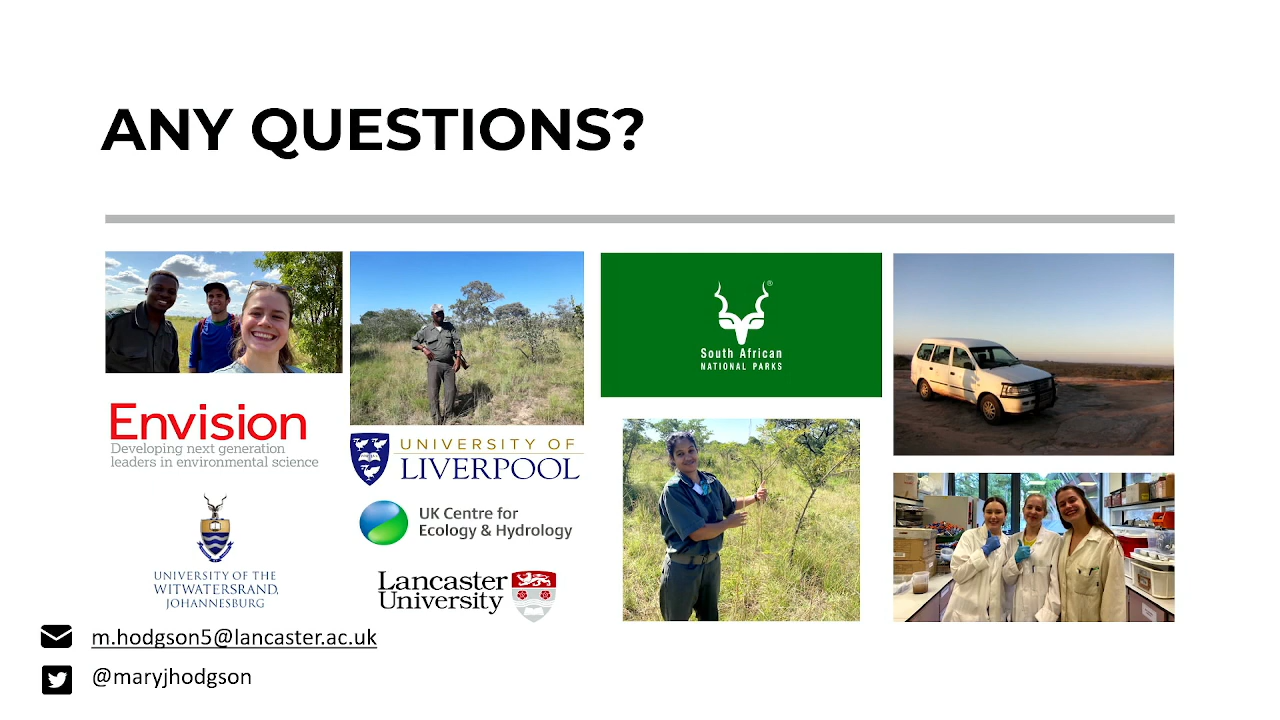 ANY QUESTIONS?
Envision
Developing next generation
leaders in environmental science
UNIVERSITY OF THE
WITWATERSRAND,
JOHANNESBURG
UNIVERSITY OF
LIVERPOOL
UK Centre for
Ecology & Hydrology
Lancaster
University
South African
NATIONAL PARKS
®
m.hodgson5@lancaster.ac.uk
@maryjhodgson